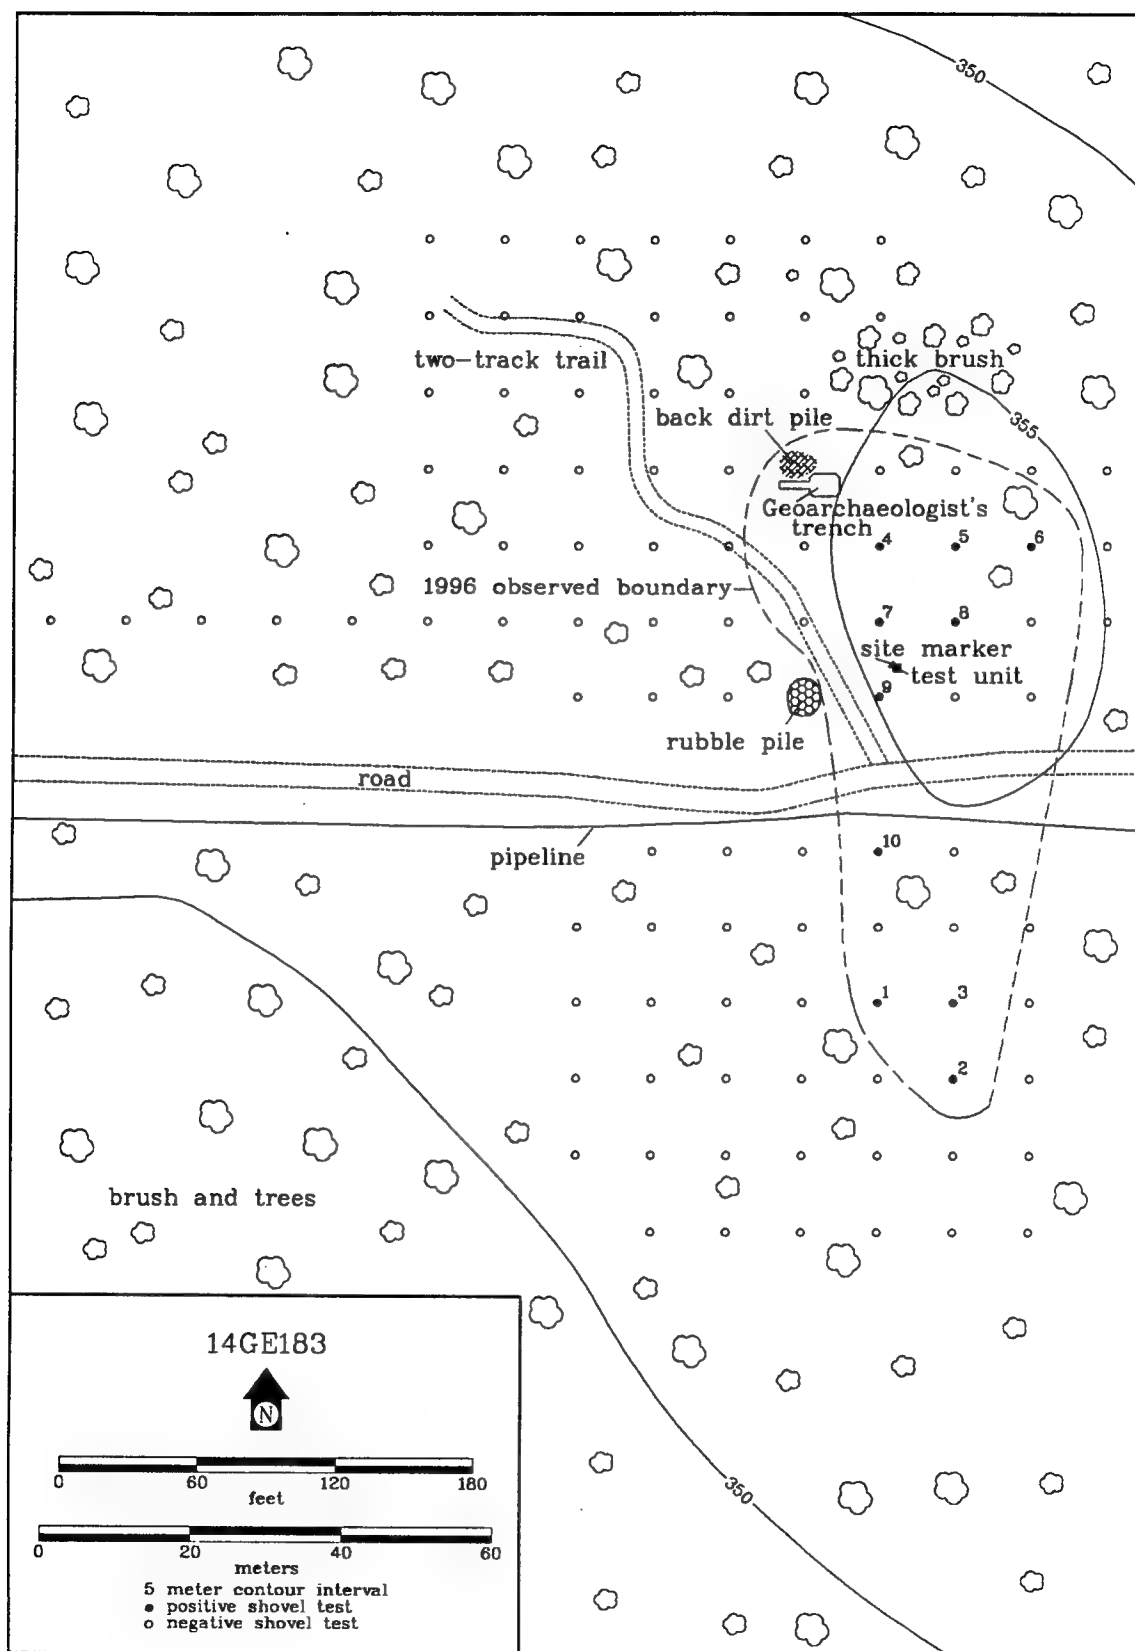 350
two-track trail
thick brush
back dirt pile
355
Geoarchaeologist's
trench
4
5
6
1996 observed boundary
7
8
site marker
test unit
9
rubble pile
road
pipeline
10
1
3
2
brush and trees
14GE183
N
0 60 120 180
feet
350
0 20 40 60
meters
5 meter contour interval
positive shovel test
negative shovel test